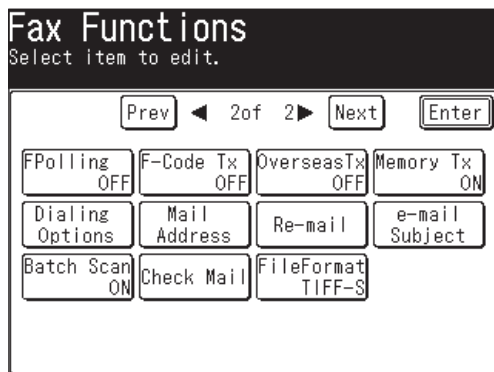 Fax Functions
Select item to edit.
Prev ◀ 2of 2▶ Next Enter
FPolling OFF F-Code Tx OFF OverseasTx OFF Memory Tx ON
Dialing Options Mail Address Re-mail e-mail Subject
Batch Scan ON Check Mail FileFormat TIFF-S